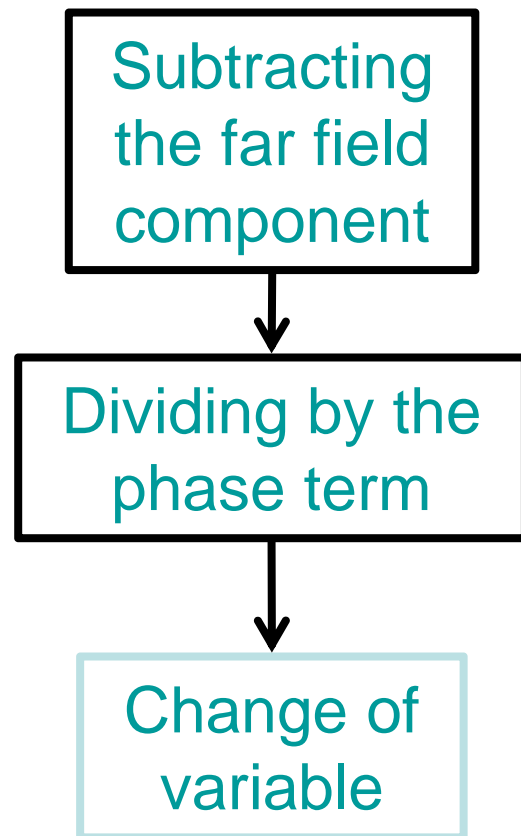 Subtracting
the far field
component
Dividing by the
phase term
Change of
variable